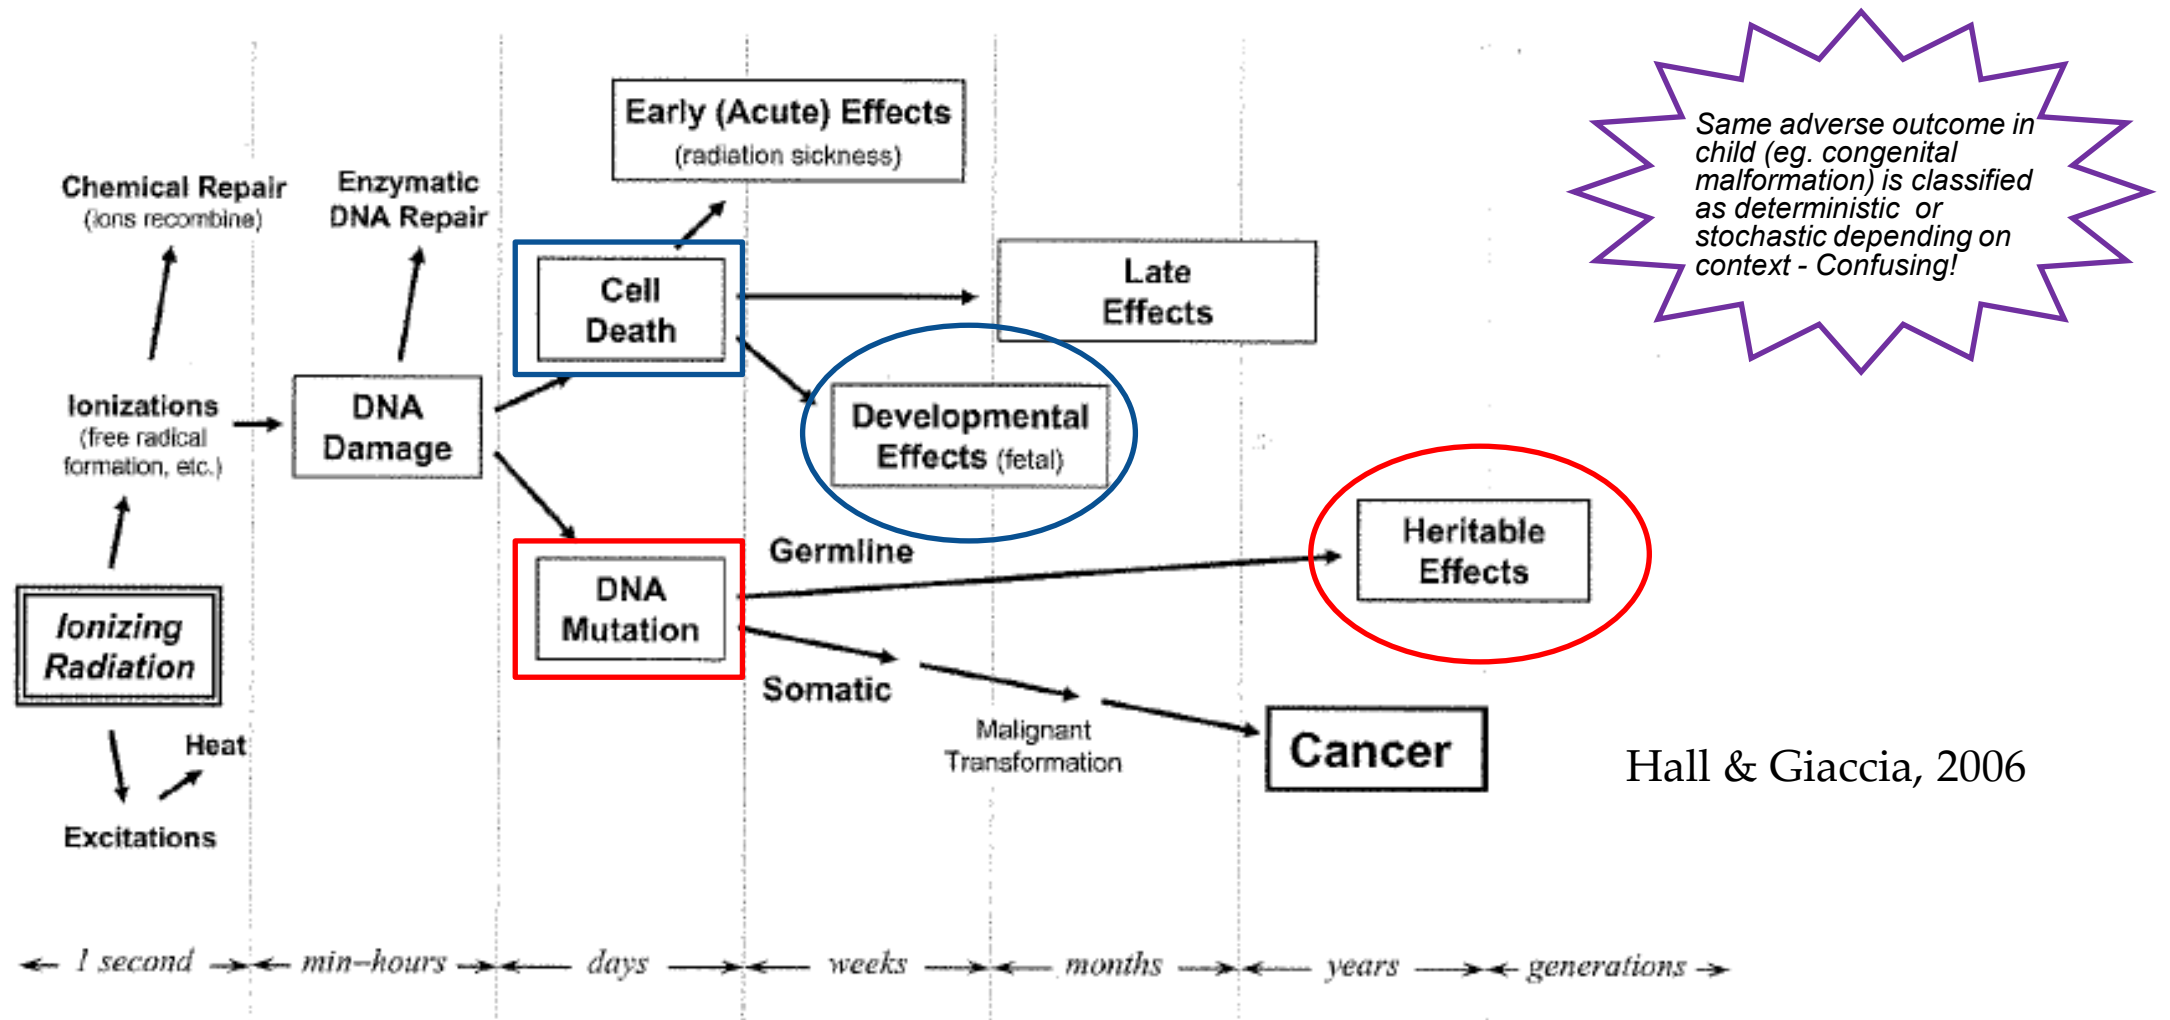 Early (Acute) Effects
(radiation sickness)
Chemical Repair
(ions recombine)
Enzymatic
DNA Repair
Cell
Death
Late
Effects
Ionizations
(free radical
formation, etc.)
DNA
Damage
Developmental
Effects (fetal)
Germline
Heritable
Effects
DNA
Mutation
Ionizing
Radiation
Somatic
Malignant
Transformation
Cancer
Heat
Excitations
1 second
min–hours
days
weeks
months
years
generations
Same adverse outcome in
child (eg. congenital
malformation) is classified
as deterministic or
stochastic depending on
context - Confusing!
Hall & Giaccia, 2006